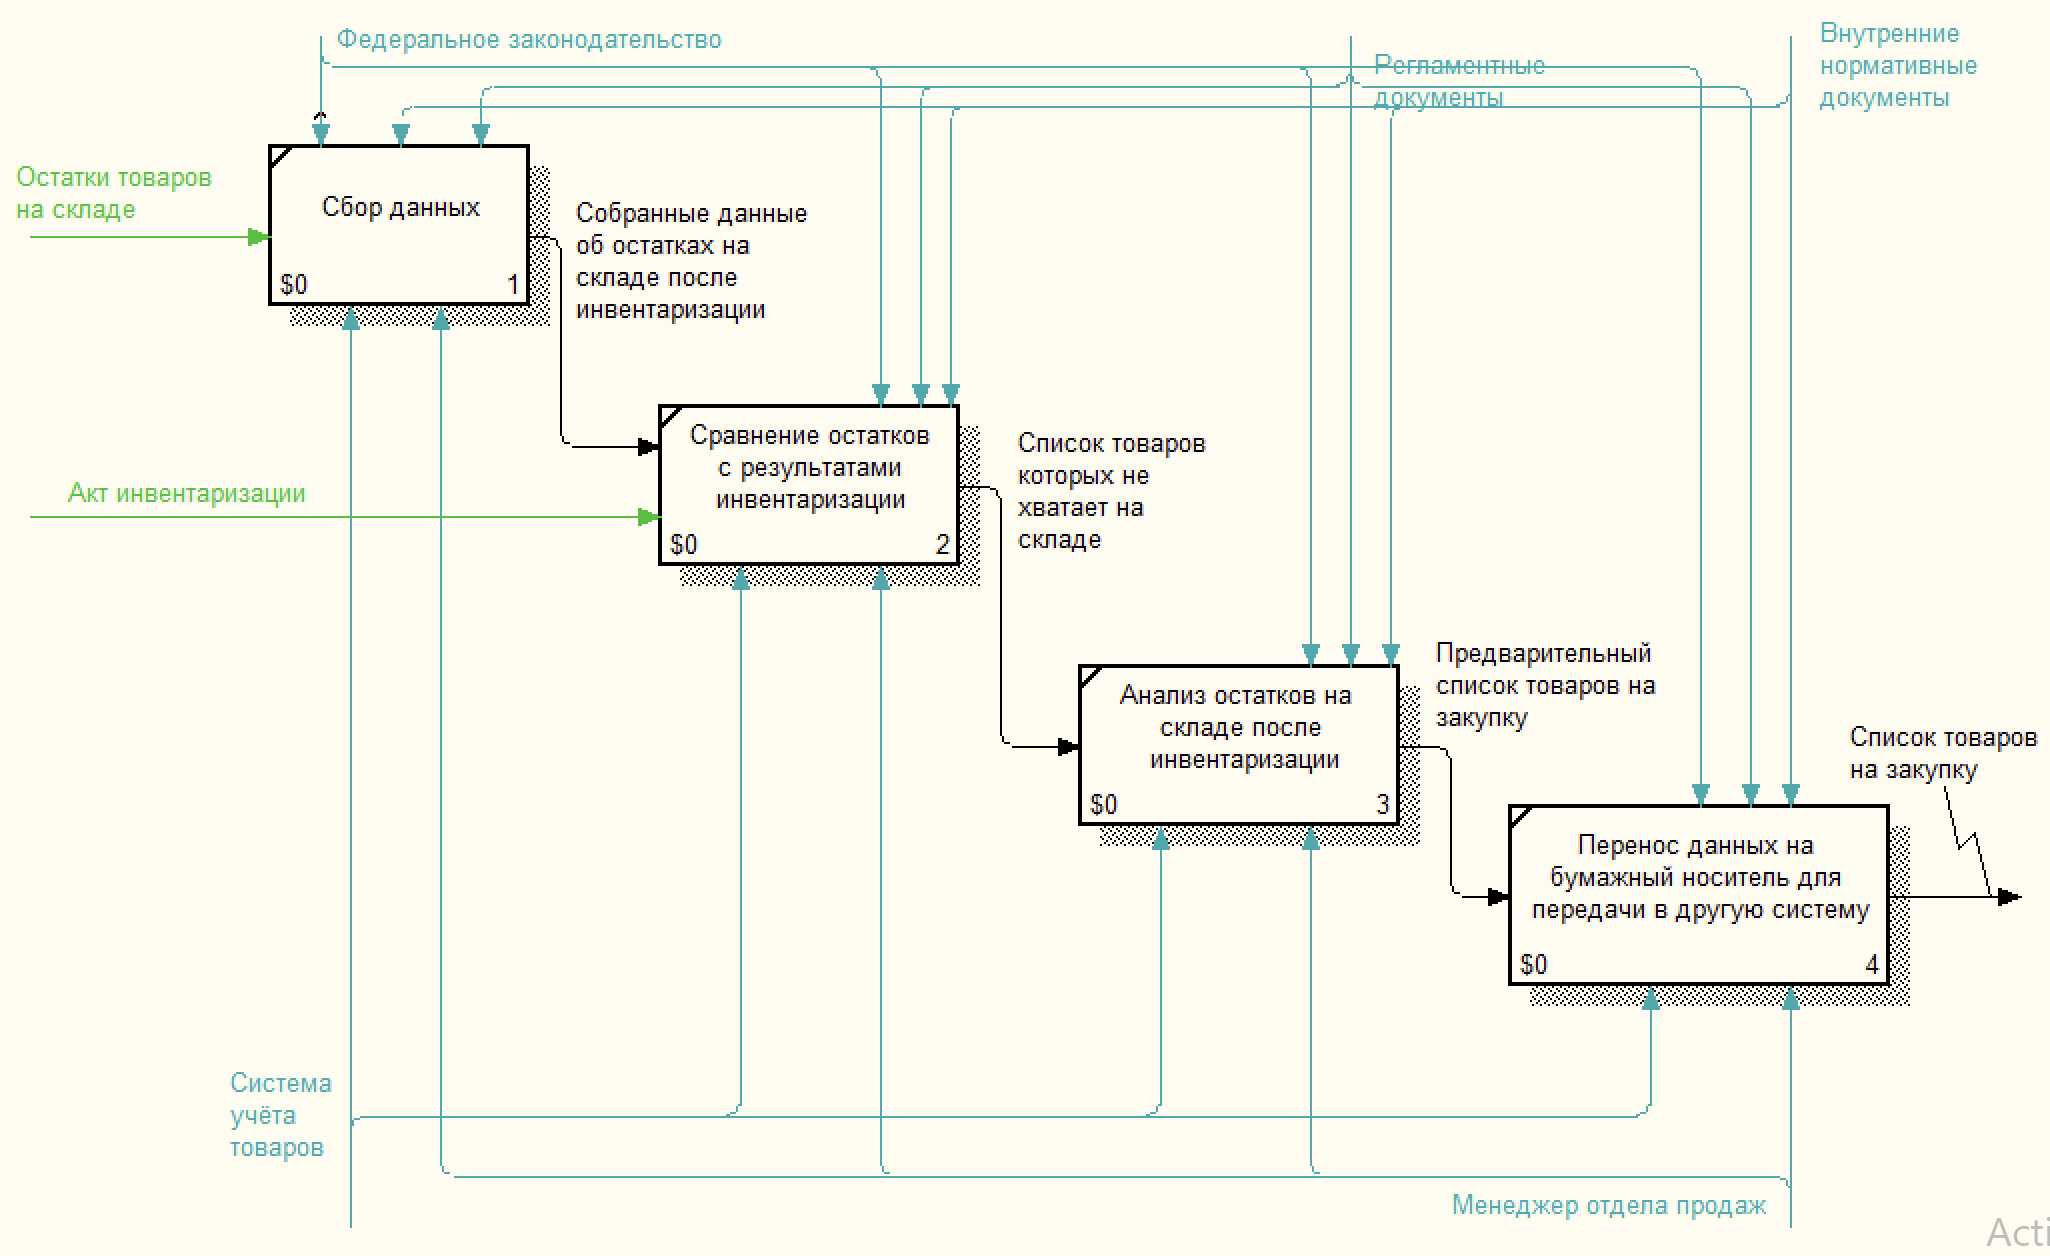 Федеральное законодательство
Регламентные
документы
Внутренние
нормативные
документы
Остатки товаров
на складе
Сбор данных
$0 1
Собранные данные
об остатках на
складе после
инвентаризации
Акт инвентаризации
Сравнение остатков
с результатами
инвентаризации
$0 2
Список товаров
которых не
хватает на
складе
Анализ остатков на
складе после
инвентаризации
$0 3
Предварительный
список товаров на
закупку
Перенос данных на
бумажный носитель для
передачи в другую систему
$0 4
Список товаров
на закупку
Система
учёта
товаров
Менеджер отдела продаж
Acti